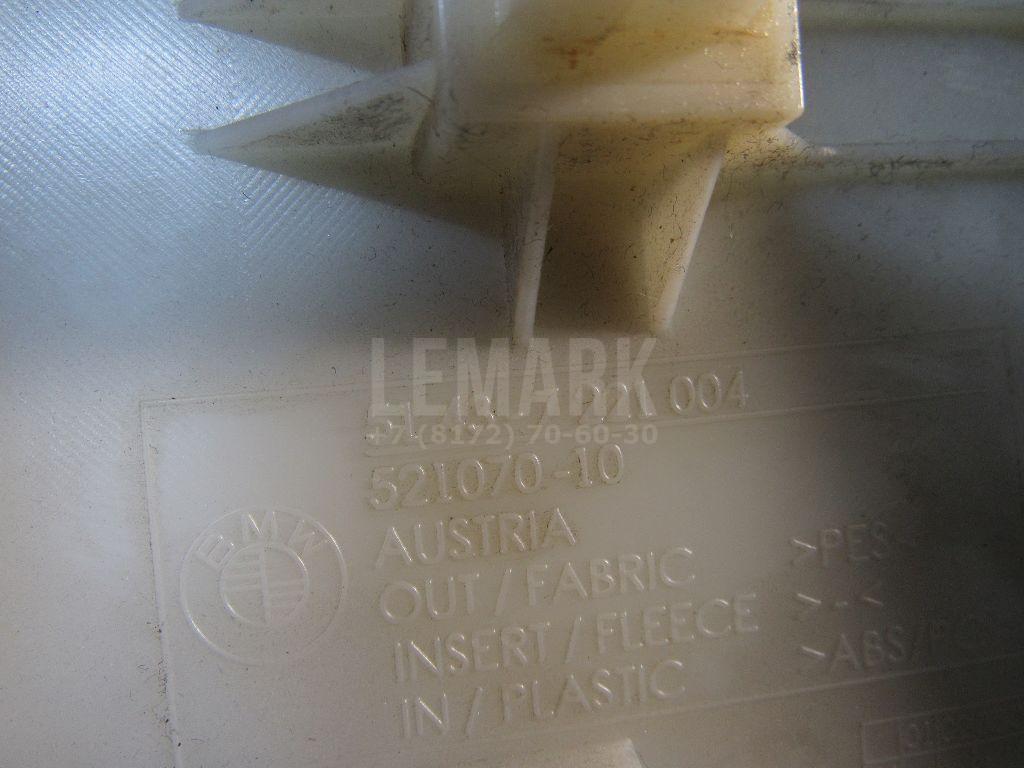 LEMARK
+7 (8172) 70-60-30
004
521070-10
BMW
AUSTRIA
OUT / FABRIC >PES<
INSERT / FLEECE >-<
IN / PLASTIC >ABS/PC